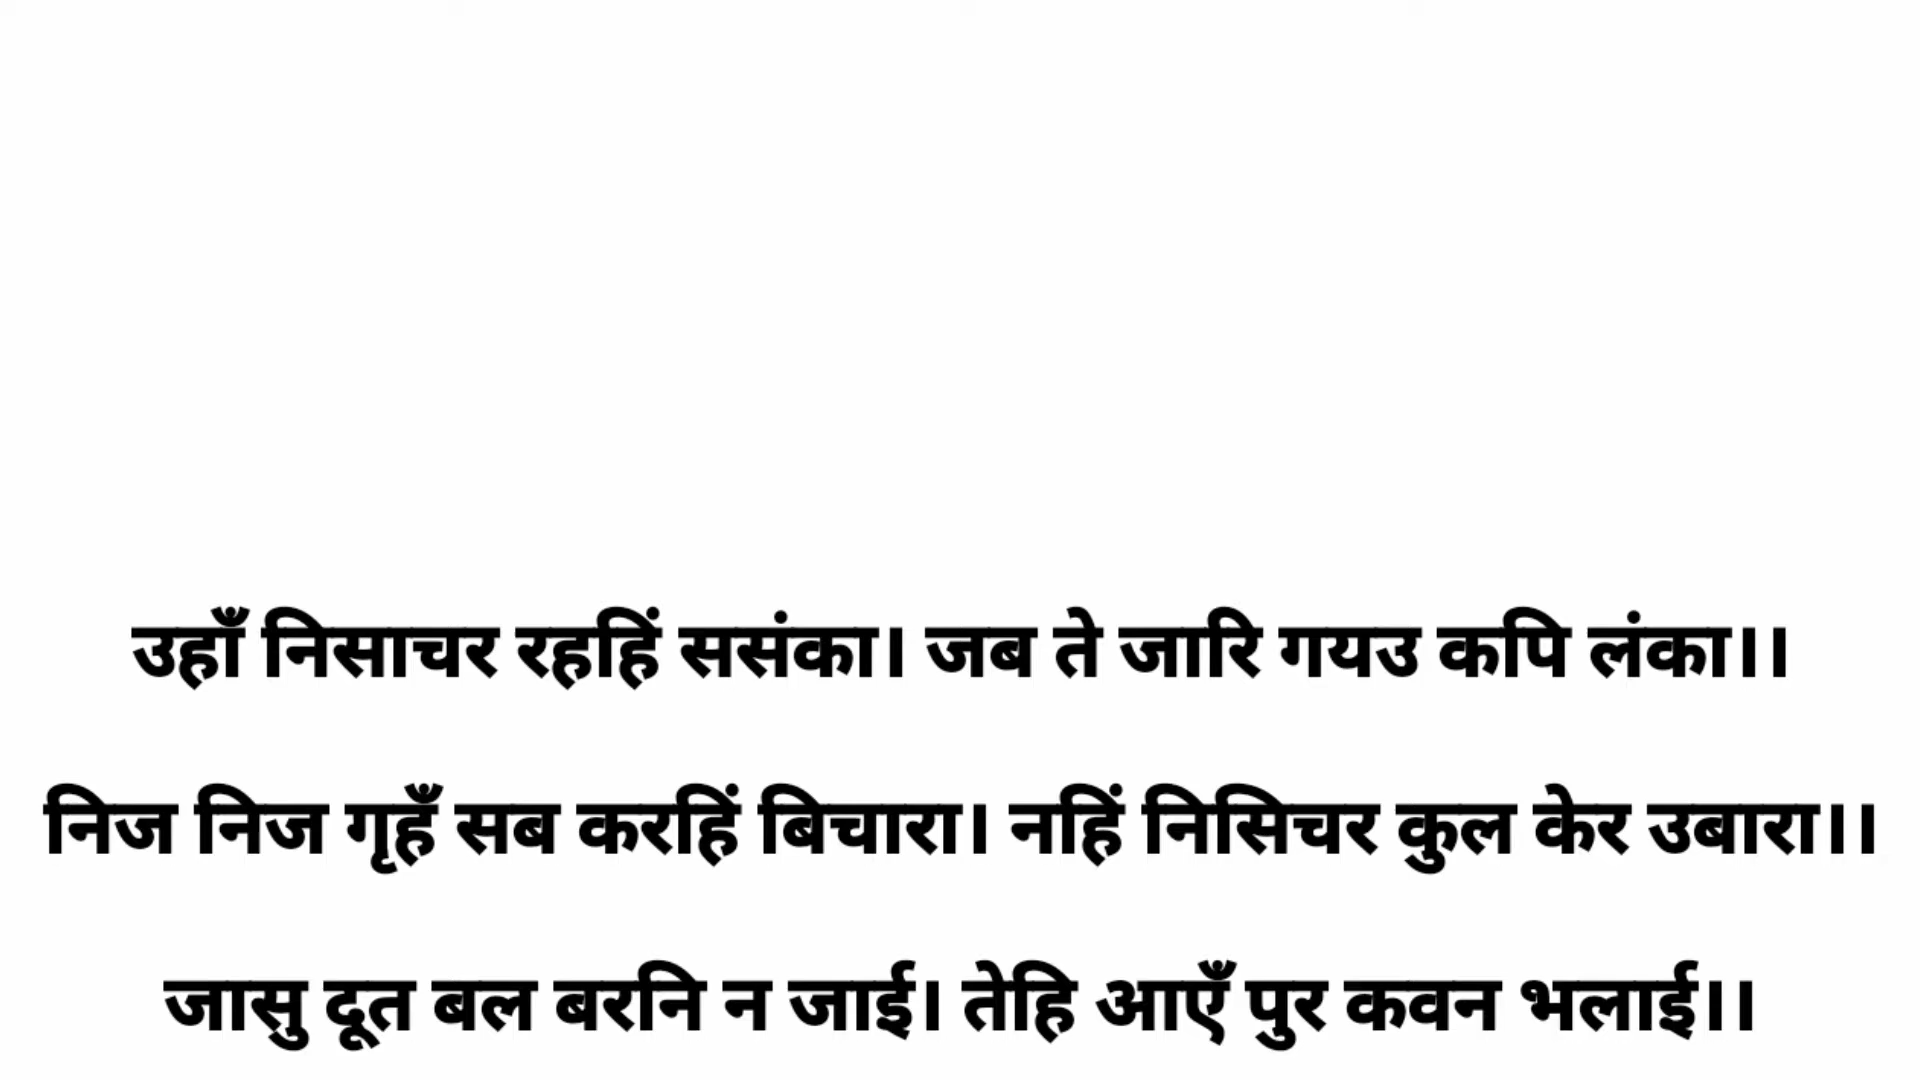 उहाँ निसाचर रहहिं ससंका। जब ते जारि गयउ कपि लंका।।
निज निज गृहँ सब करहिं बिचारा। नहिं निसिचर कुल केर उबारा।।
जासु दूत बल बरनि न जाई। तेहि आएँ पुर कवन भलाई।।